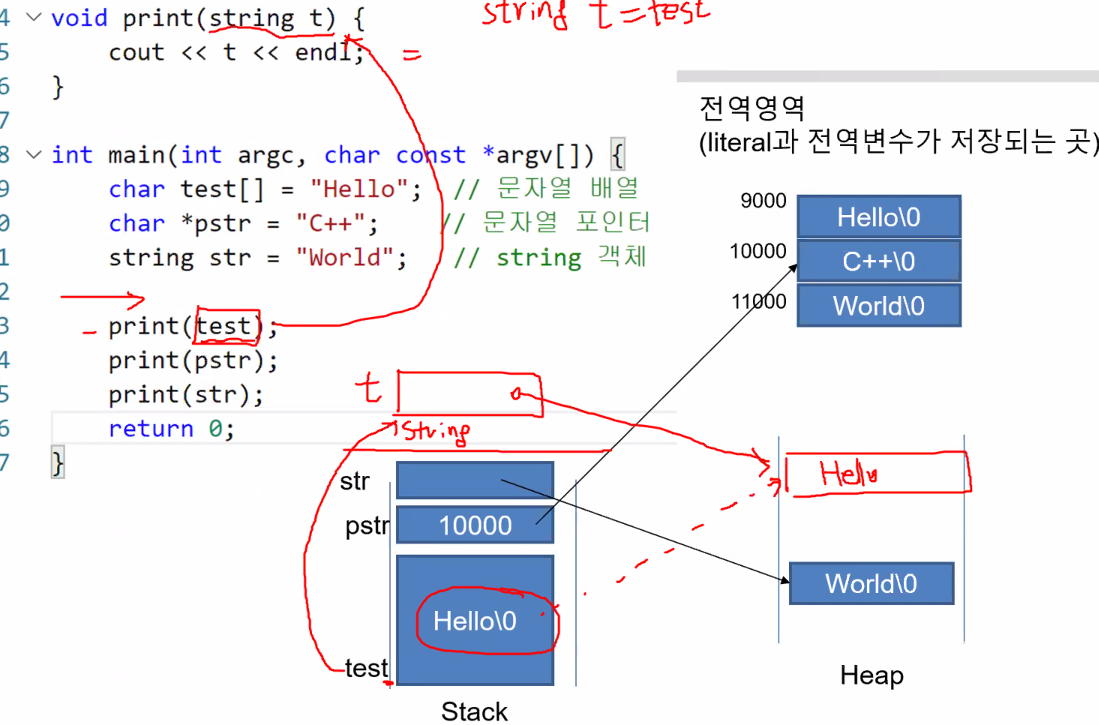 string t = test
4 void print(string t) {
5 cout << t << endl; =
6 }
7
8 int main(int argc, char const *argv[]) {
9 char test[] = "Hello"; // 문자열 배열
0 char *pstr = "C++"; // 문자열 포인터
1 string str = "World"; // string 객체
2
3 print(test);
4 print(pstr);
5 print(str);
6 return 0;
7 }
전역영역
(literal과 전역변수가 저장되는 곳)
9000 Hello\0
10000 C++\0
11000 World\0
t
string
str
pstr 10000
Hello\0
test
Stack
Hello
World\0
Heap